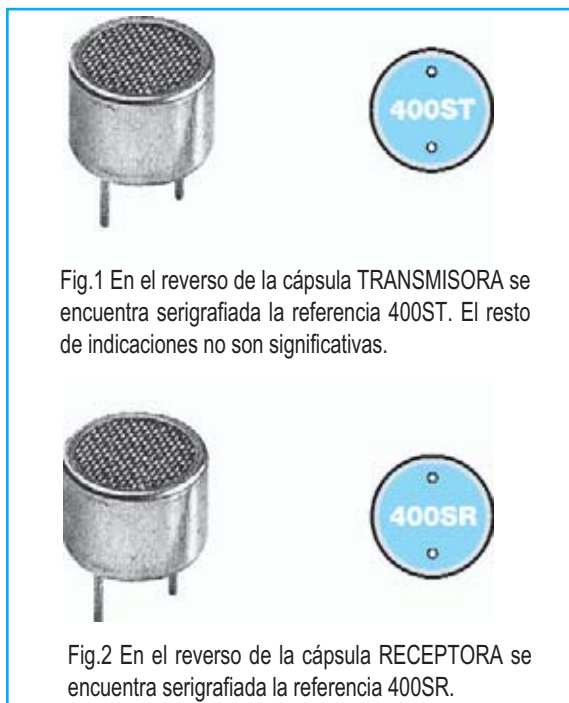 400ST
Fig.1 En el reverso de la cápsula TRANSMISORA se
encuentra serigrafiada la referencia 400ST. El resto
de indicaciones no son significativas.
400SR
Fig.2 En el reverso de la cápsula RECEPTORA se
encuentra serigrafiada la referencia 400SR.